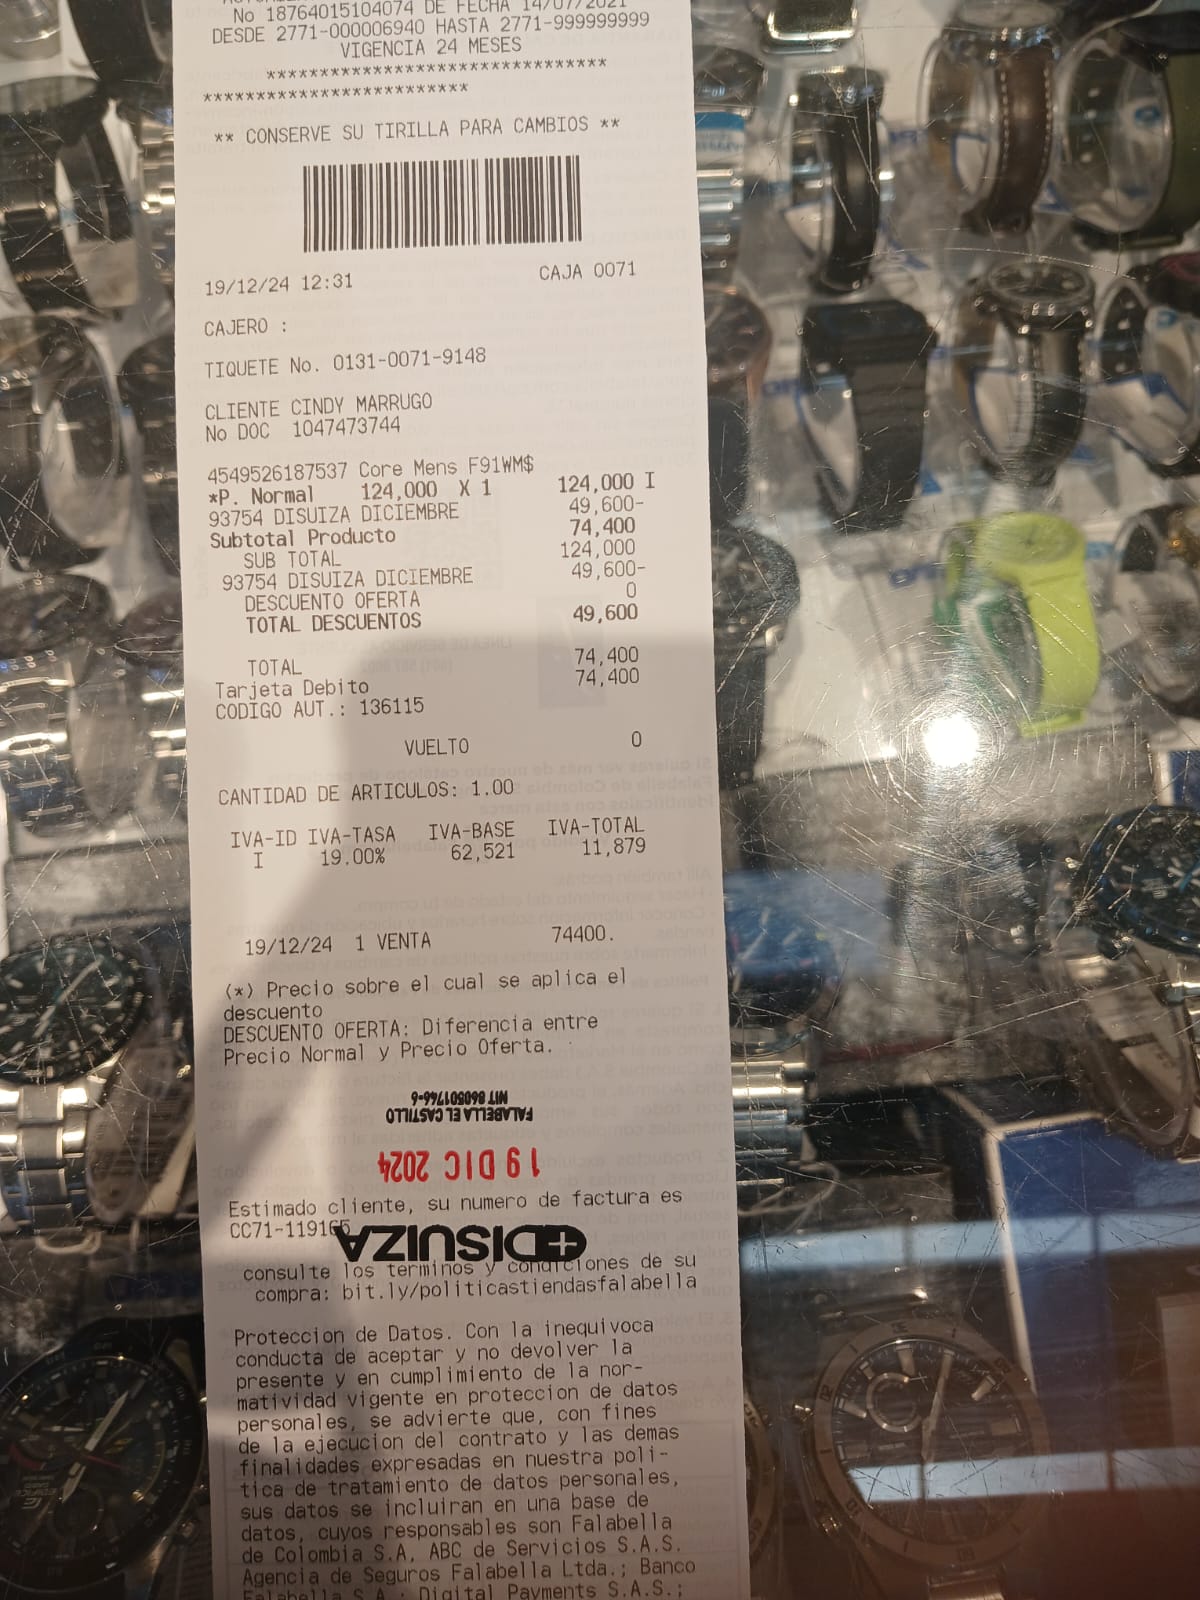 No 18764015104074 DE FECHA 14/07/2021
DESDE 2771-000006940 HASTA 2771-999999999
VIGENCIA 24 MESES
********************************
*************************
** CONSERVE SU TIRILLA PARA CAMBIOS **
19/12/24 12:31 CAJA 0071
CAJERO :
TIQUETE No. 0131-0071-9148
CLIENTE CINDY MARRUGO
No DOC 1047473744
4549526187537 Core Mens F91WM$
*P. Normal 124,000 X 1 124,000 I
93754 DISUIZA DICIEMBRE 49,600-
Subtotal Producto 74,400
SUB TOTAL 124,000
93754 DISUIZA DICIEMBRE 49,600-
DESCUENTO OFERTA 0
TOTAL DESCUENTOS 49,600
TOTAL 74,400
Tarjeta Debito 74,400
CODIGO AUT.: 136115
VUELTO 0
CANTIDAD DE ARTICULOS: 1.00
IVA-ID IVA-TASA IVA-BASE IVA-TOTAL
I 19.00% 62,521 11,879
19/12/24 1 VENTA 74400.
(*) Precio sobre el cual se aplica el
descuento
DESCUENTO OFERTA: Diferencia entre
Precio Normal y Precio Oferta.
FALABELLA EL CASTILLO
NIT 860501746-6
19 DIC 2024
Estimado cliente, su numero de factura es
CC71-119165
DISUIZA
consulte los terminos y condiciones de su
compra: bit.ly/politicastiendasfalabella
Proteccion de Datos. Con la inequivoca
conducta de aceptar y no devolver la
presente y en cumplimiento de la nor-
matividad vigente en proteccion de datos
personales, se advierte que, con fines
de la ejecucion del contrato y las demas
finalidades expresadas en nuestra poli-
tica de tratamiento de datos personales,
sus datos se incluiran en una base de
datos, cuyos responsables son Falabella
de Colombia S.A, ABC de Servicios S.A.S.
Agencia de Seguros Falabella Ltda.; Banco
Falabella S.A.; Digital Payments S.A.S.;